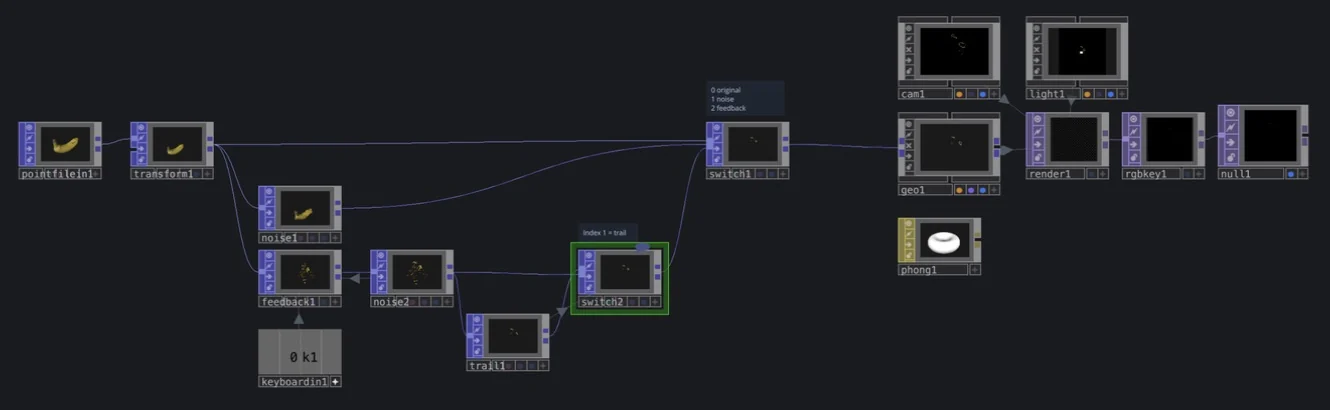 0 original
1 noise
2 feedback
cam1
light1
pointfilein1
transform1
switch1
geo1
render1
rgbkey1
null1
noise1
Index 1 = trail
phong1
feedback1
noise2
switch2
0 k1
trail1
keyboardin1